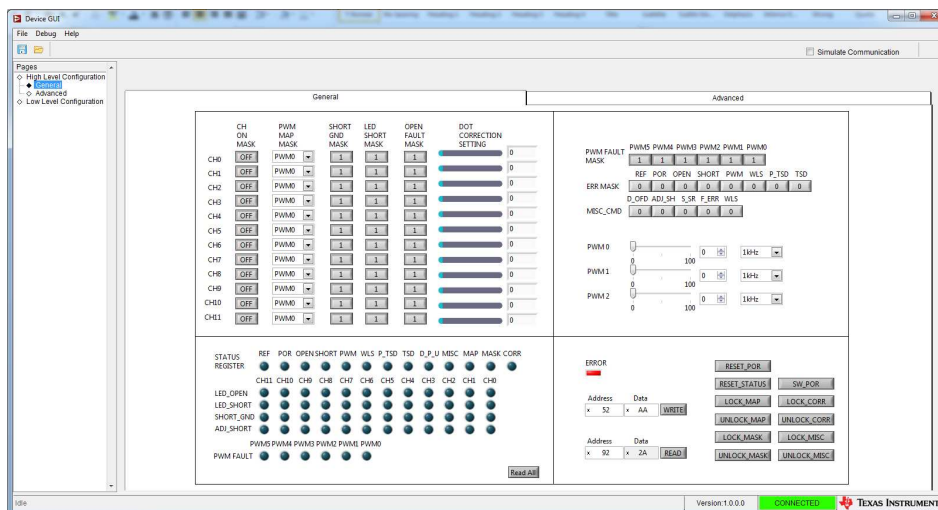 Device GUI
File Debug Help
Simulate Communication
Pages
High Level Configuration
General
Advanced
Low Level Configuration
General
Advanced
CH ON MASK
PWM MAP MASK
SHORT GND MASK
LED SHORT MASK
OPEN FAULT MASK
DOT CORRECTION SETTING
CH0 OFF PWM0 1 1 1 0
CH1 OFF PWM0 1 1 1 0
CH2 OFF PWM0 1 1 1 0
CH3 OFF PWM0 1 1 1 0
CH4 OFF PWM0 1 1 1 0
CH5 OFF PWM0 1 1 1 0
CH6 OFF PWM0 1 1 1 0
CH7 OFF PWM0 1 1 1 0
CH8 OFF PWM0 1 1 1 0
CH9 OFF PWM0 1 1 1 0
CH10 OFF PWM0 1 1 1 0
CH11 OFF PWM0 1 1 1 0
PWM5 PWM4 PWM3 PWM2 PWM1 PWM0
PWM FAULT MASK 1 1 1 1 1 1
REF POR OPEN SHORT PWM WLS P_TSD TSD
ERR MASK 0 0 0 0 0 0 0 0
D_OFD ADJ_SH S_SR F_ERR WLS
MISC_CMD 0 0 0 0 0
PWM 0 0 100 0 1kHz
PWM 1 0 100 0 1kHz
PWM 2 0 100 0 1kHz
STATUS REGISTER
REF POR OPEN SHORT PWM WLS P_TSD TSD D_P_U MISC MAP MASK CORR
CH11 CH10 CH9 CH8 CH7 CH6 CH5 CH4 CH3 CH2 CH1 CH0
LED_OPEN
LED_SHORT
SHORT_GND
ADJ_SHORT
PWM5 PWM4 PWM3 PWM2 PWM1 PWM0
PWM FAULT
Read All
ERROR
Address Data
x 52 x AA WRITE
Address Data
x 92 x 2A READ
RESET_POR
RESET_STATUS SW_POR
LOCK_MAP LOCK_CORR
UNLOCK_MAP UNLOCK_CORR
LOCK_MASK LOCK_MISC
UNLOCK_MASK UNLOCK_MISC
Idle
Version:1.0.0.0
CONNECTED
TEXAS INSTRUMENT